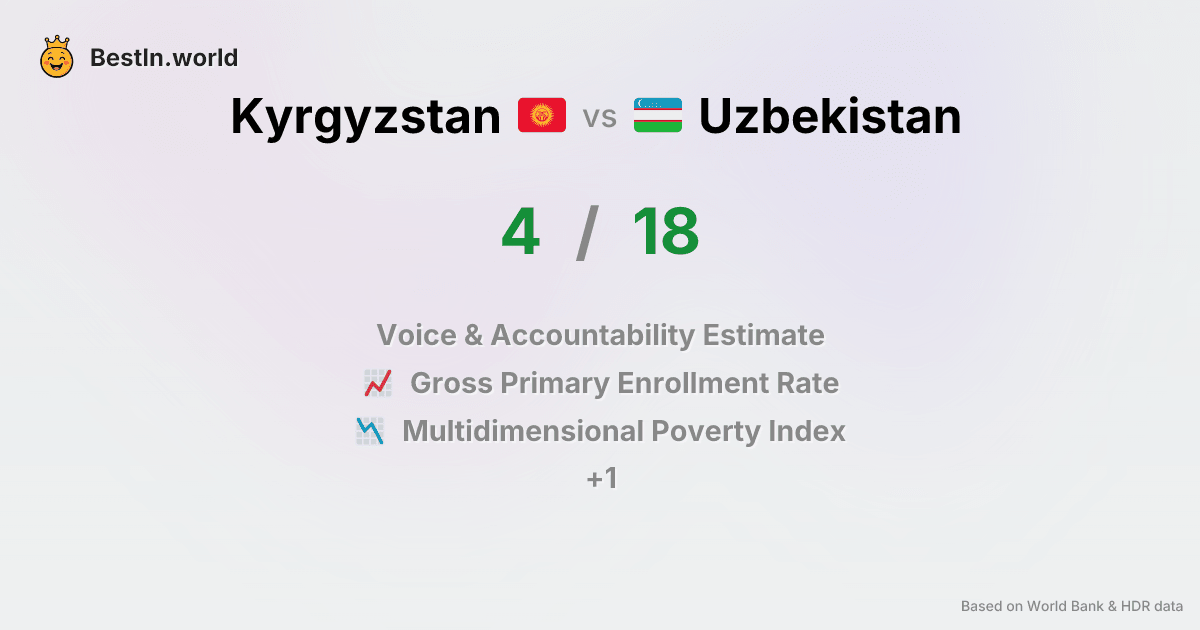 BestIn.world
Kyrgyzstan vs Uzbekistan
4 / 18
Voice & Accountability Estimate
Gross Primary Enrollment Rate
Multidimensional Poverty Index
+1
Based on World Bank & HDR data